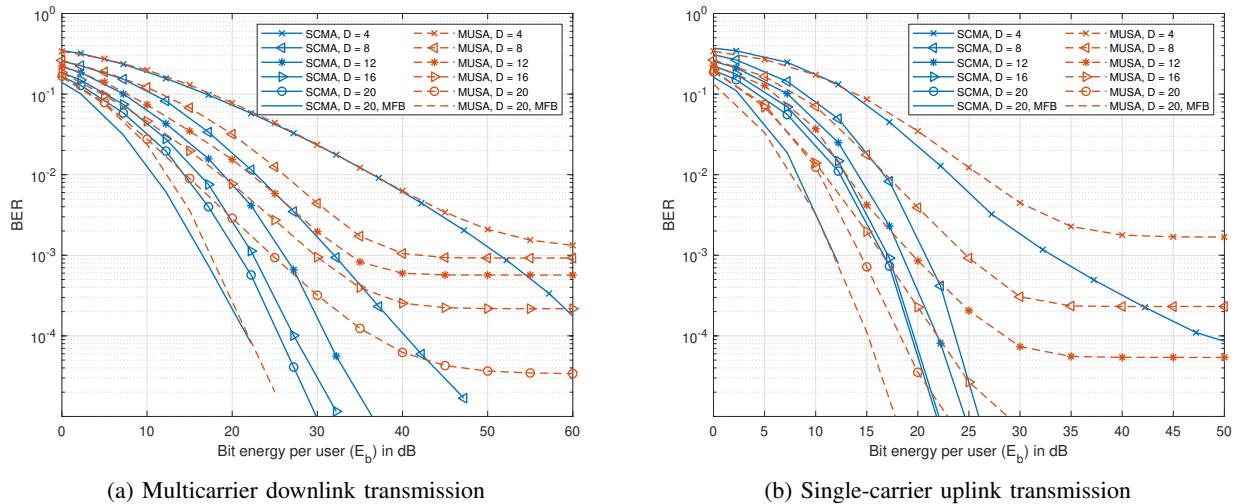 SCMA, D = 4
SCMA, D = 8
SCMA, D = 12
SCMA, D = 16
SCMA, D = 20
SCMA, D = 20, MFB
MUSA, D = 4
MUSA, D = 8
MUSA, D = 12
MUSA, D = 16
MUSA, D = 20
MUSA, D = 20, MFB
10^0
10^-1
10^-2
10^-3
10^-4
BER
0 10 20 30 40 50 60
Bit energy per user (E_b) in dB
(a) Multicarrier downlink transmission
SCMA, D = 4
SCMA, D = 8
SCMA, D = 12
SCMA, D = 16
SCMA, D = 20
SCMA, D = 20, MFB
MUSA, D = 4
MUSA, D = 8
MUSA, D = 12
MUSA, D = 16
MUSA, D = 20
MUSA, D = 20, MFB
10^0
10^-1
10^-2
10^-3
10^-4
BER
0 5 10 15 20 25 30 35 40 45 50
Bit energy per user (E_b) in dB
(b) Single-carrier uplink transmission